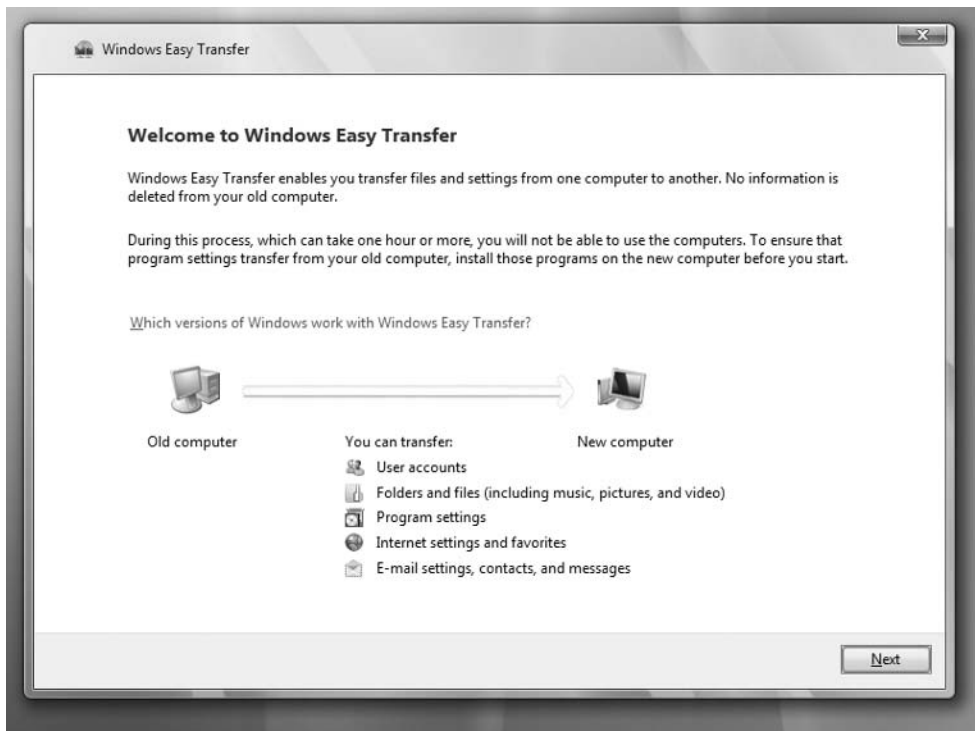 Windows Easy Transfer
Welcome to Windows Easy Transfer
Windows Easy Transfer enables you transfer files and settings from one computer to another. No information is
deleted from your old computer.
During this process, which can take one hour or more, you will not be able to use the computers. To ensure that
program settings transfer from your old computer, install those programs on the new computer before you start.
Which versions of Windows work with Windows Easy Transfer?
Old computer
You can transfer:
New computer
User accounts
Folders and files (including music, pictures, and video)
Program settings
Internet settings and favorites
E-mail settings, contacts, and messages
Next